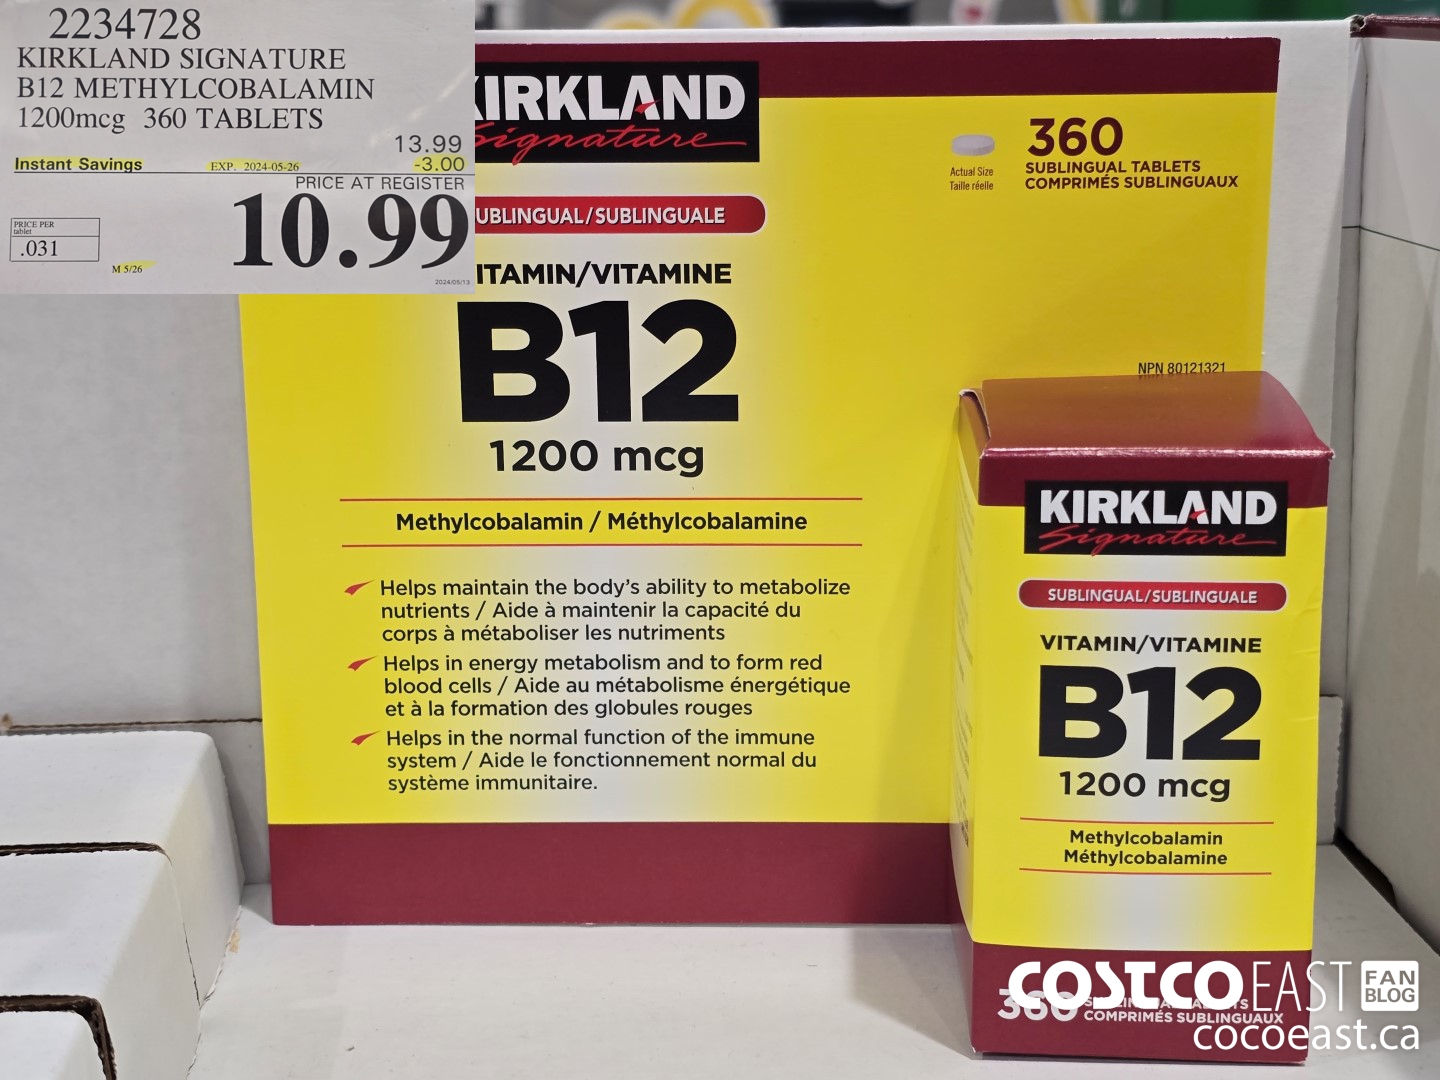 2234728
KIRKLAND SIGNATURE
B12 METHYLCOBALAMIN
1200mcg 360 TABLETS
13.99
Instant Savings EXP. 2024-05-26 -3.00
PRICE AT REGISTER
10.99
PRICE PER
tablet
.031
M 5/26
2024/05/13
KIRKLAND
Signature
360
SUBLINGUAL TABLETS
COMPRIMÉS SUBLINGUAUX
Actual Size
Taille réelle
UBLINGUAL/SUBLINGUALE
ITAMIN/VITAMINE
B12
1200 mcg
NPN 80121321
Methylcobalamin / Méthylcobalamine
Helps maintain the body's ability to metabolize
nutrients / Aide à maintenir la capacité du
corps à métaboliser les nutriments
Helps in energy metabolism and to form red
blood cells / Aide au métabolisme énergétique
et à la formation des globules rouges
Helps in the normal function of the immune
system / Aide le fonctionnement normal du
système immunitaire.
KIRKLAND
Signature
SUBLINGUAL/SUBLINGUALE
VITAMIN/VITAMINE
B12
1200 mcg
Methylcobalamin
Méthylcobalamine
360
COMPRIMÉS SUBLINGUAUX
COSTCO EAST FAN
BLOG
cocoeast.ca